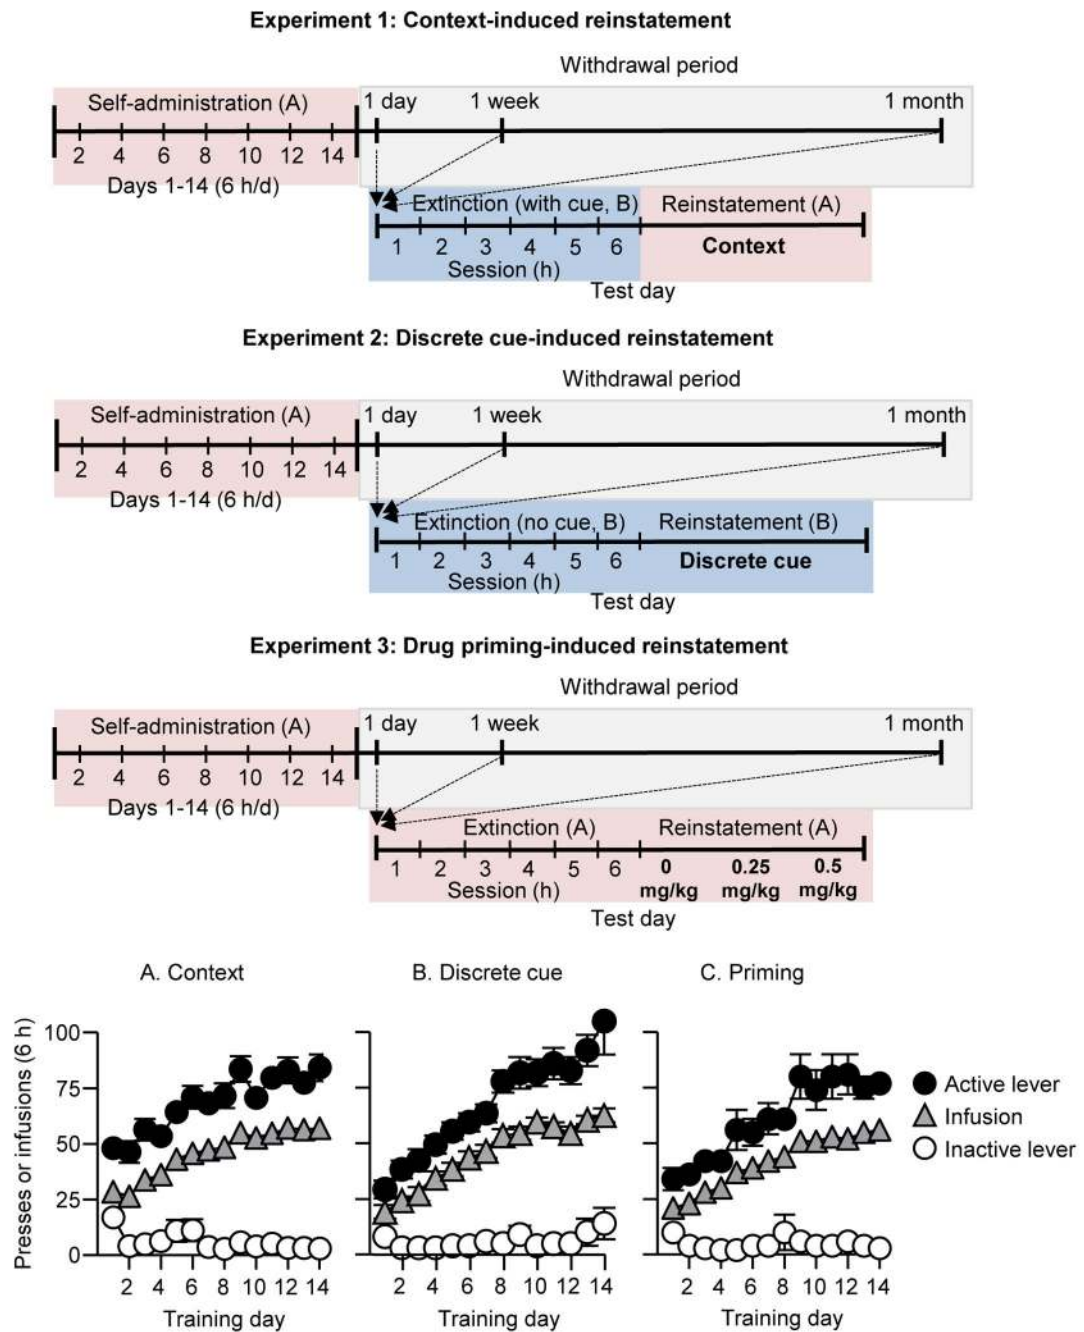 Experiment 1: Context-induced reinstatement
Withdrawal period
Self-administration (A)
1 day
1 week
1 month
2 4 6 8 10 12 14
Days 1-14 (6 h/d)
Extinction (with cue, B)
Reinstatement (A)
1 2 3 4 5 6
Context
Session (h)
Test day
Experiment 2: Discrete cue-induced reinstatement
Withdrawal period
Self-administration (A)
1 day
1 week
1 month
2 4 6 8 10 12 14
Days 1-14 (6 h/d)
Extinction (no cue, B)
Reinstatement (B)
1 2 3 4 5 6
Discrete cue
Session (h)
Test day
Experiment 3: Drug priming-induced reinstatement
Withdrawal period
Self-administration (A)
1 day
1 week
1 month
2 4 6 8 10 12 14
Days 1-14 (6 h/d)
Extinction (A)
Reinstatement (A)
1 2 3 4 5 6
0 0.25 0.5
mg/kg mg/kg mg/kg
Session (h)
Test day
A. Context
B. Discrete cue
C. Priming
Presses or infusions (6 h)
100
75
50
25
0
2 4 6 8 10 12 14
Training day
2 4 6 8 10 12 14
Training day
2 4 6 8 10 12 14
Training day
Active lever
Infusion
Inactive lever